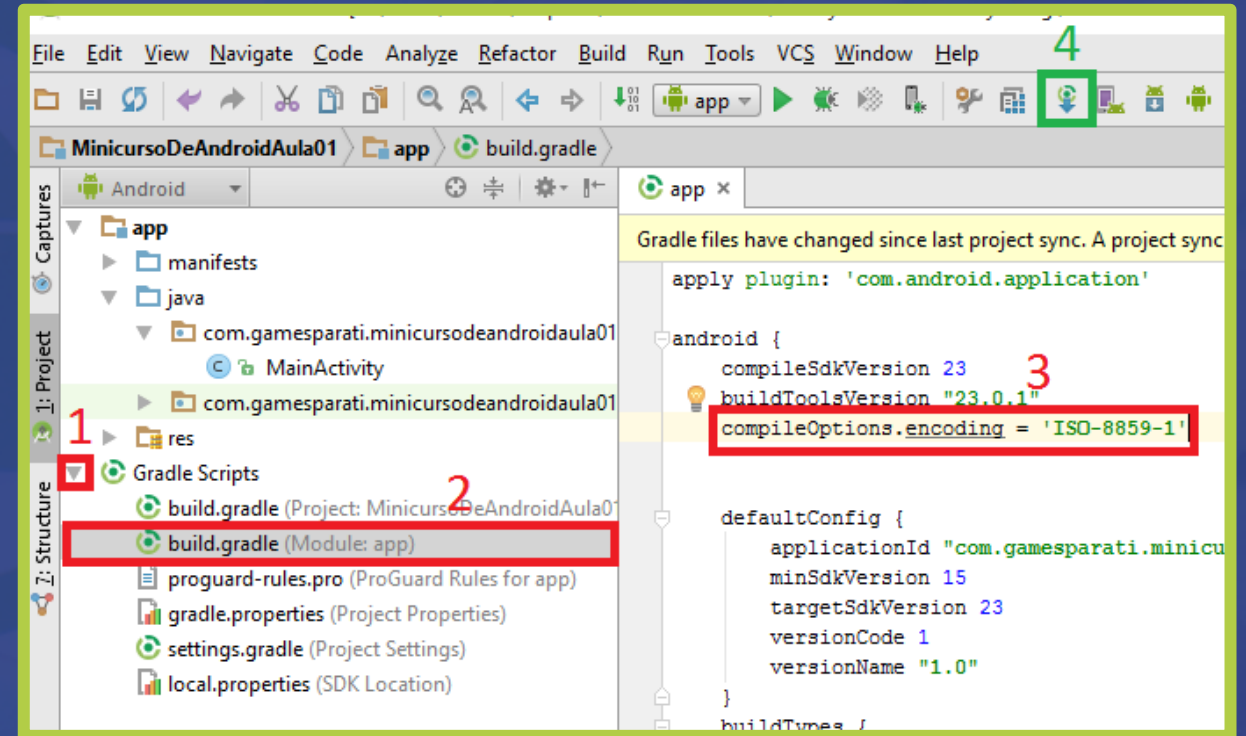 4
File Edit View Navigate Code Analyze Refactor Build Run Tools VCS Window Help
app
MinicursoDeAndroidAula01 app build.gradle
Captures
1: Project
7: Structure
Android
app
manifests
java
com.gamesparati.minicursodeandroidaula01
MainActivity
com.gamesparati.minicursodeandroidaula01
1
res
Gradle Scripts
2
build.gradle (Project: MinicursoDeAndroidAula01
build.gradle (Module: app)
proguard-rules.pro (ProGuard Rules for app)
gradle.properties (Project Properties)
settings.gradle (Project Settings)
local.properties (SDK Location)
app
Gradle files have changed since last project sync. A project sync
apply plugin: 'com.android.application'
android {
compileSdkVersion 23
3
buildToolsVersion "23.0.1"
compileOptions.encoding = 'ISO-8859-1'
defaultConfig {
applicationId "com.gamesparati.minicu
minSdkVersion 15
targetSdkVersion 23
versionCode 1
versionName "1.0"
}
buildTypes {